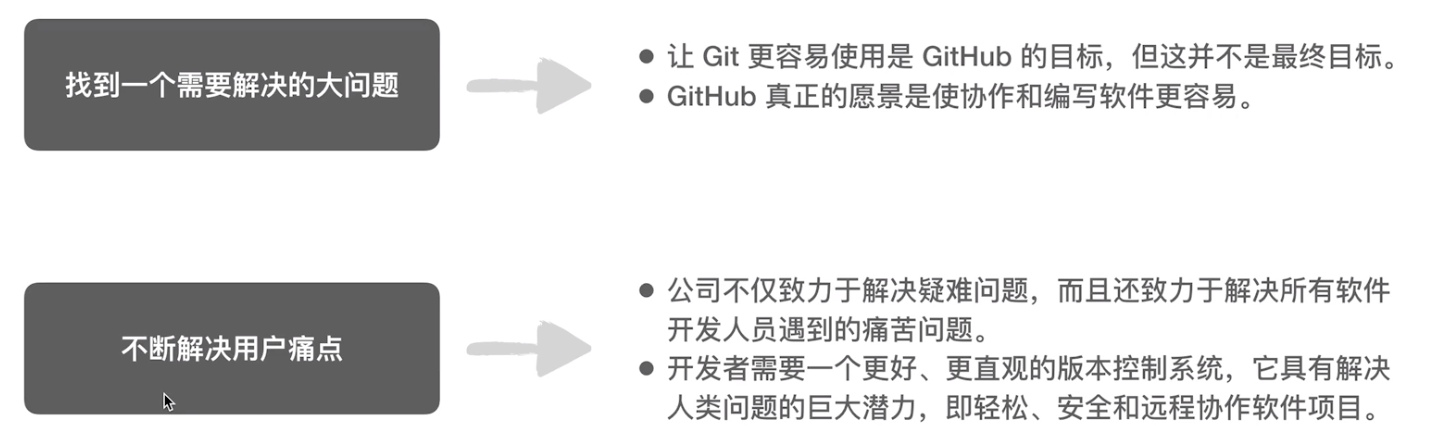 找到一个需要解决的大问题
● 让 Git 更容易使用是 GitHub 的目标，但这并不是最终目标。
● GitHub 真正的愿景是使协作和编写软件更容易。
不断解决用户痛点
● 公司不仅致力于解决疑难问题，而且还致力于解决所有软件
开发人员遇到的痛苦问题。
● 开发者需要一个更好、更直观的版本控制系统，它具有解决
人类问题的巨大潜力，即轻松、安全和远程协作软件项目。